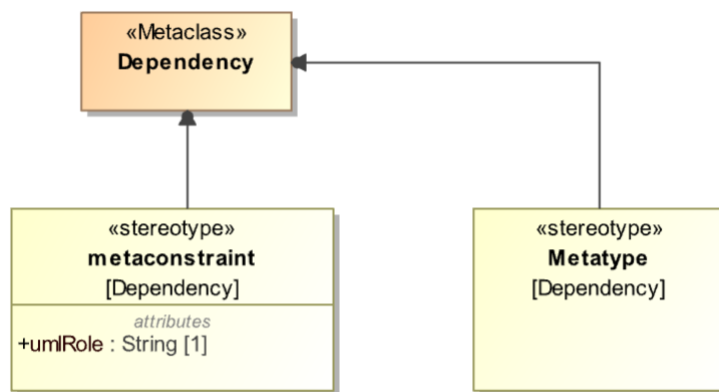 «Metaclass»
Dependency
«stereotype»
metaconstraint
[Dependency]
attributes
+umlRole : String [1]
«stereotype»
Metatype
[Dependency]